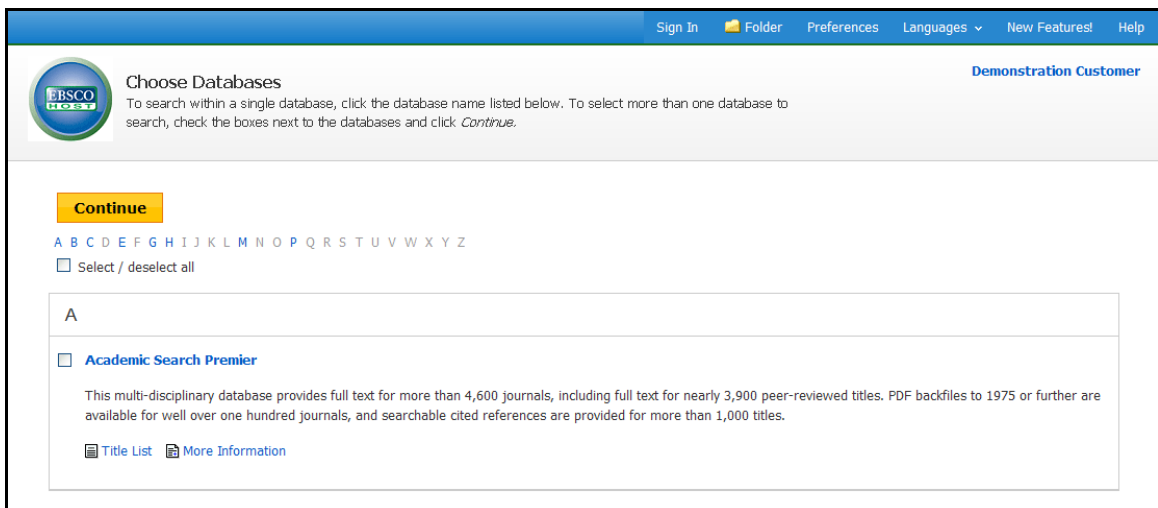 Sign In Folder Preferences Languages New Features! Help
EBSCO
HOST
Choose Databases
Demonstration Customer
To search within a single database, click the database name listed below. To select more than one database to
search, check the boxes next to the databases and click Continue.
Continue
A B C D E F G H I J K L M N O P Q R S T U V W X Y Z
Select / deselect all
A
Academic Search Premier
This multi-disciplinary database provides full text for more than 4,600 journals, including full text for nearly 3,900 peer-reviewed titles. PDF backfiles to 1975 or further are
available for well over one hundred journals, and searchable cited references are provided for more than 1,000 titles.
Title List More Information